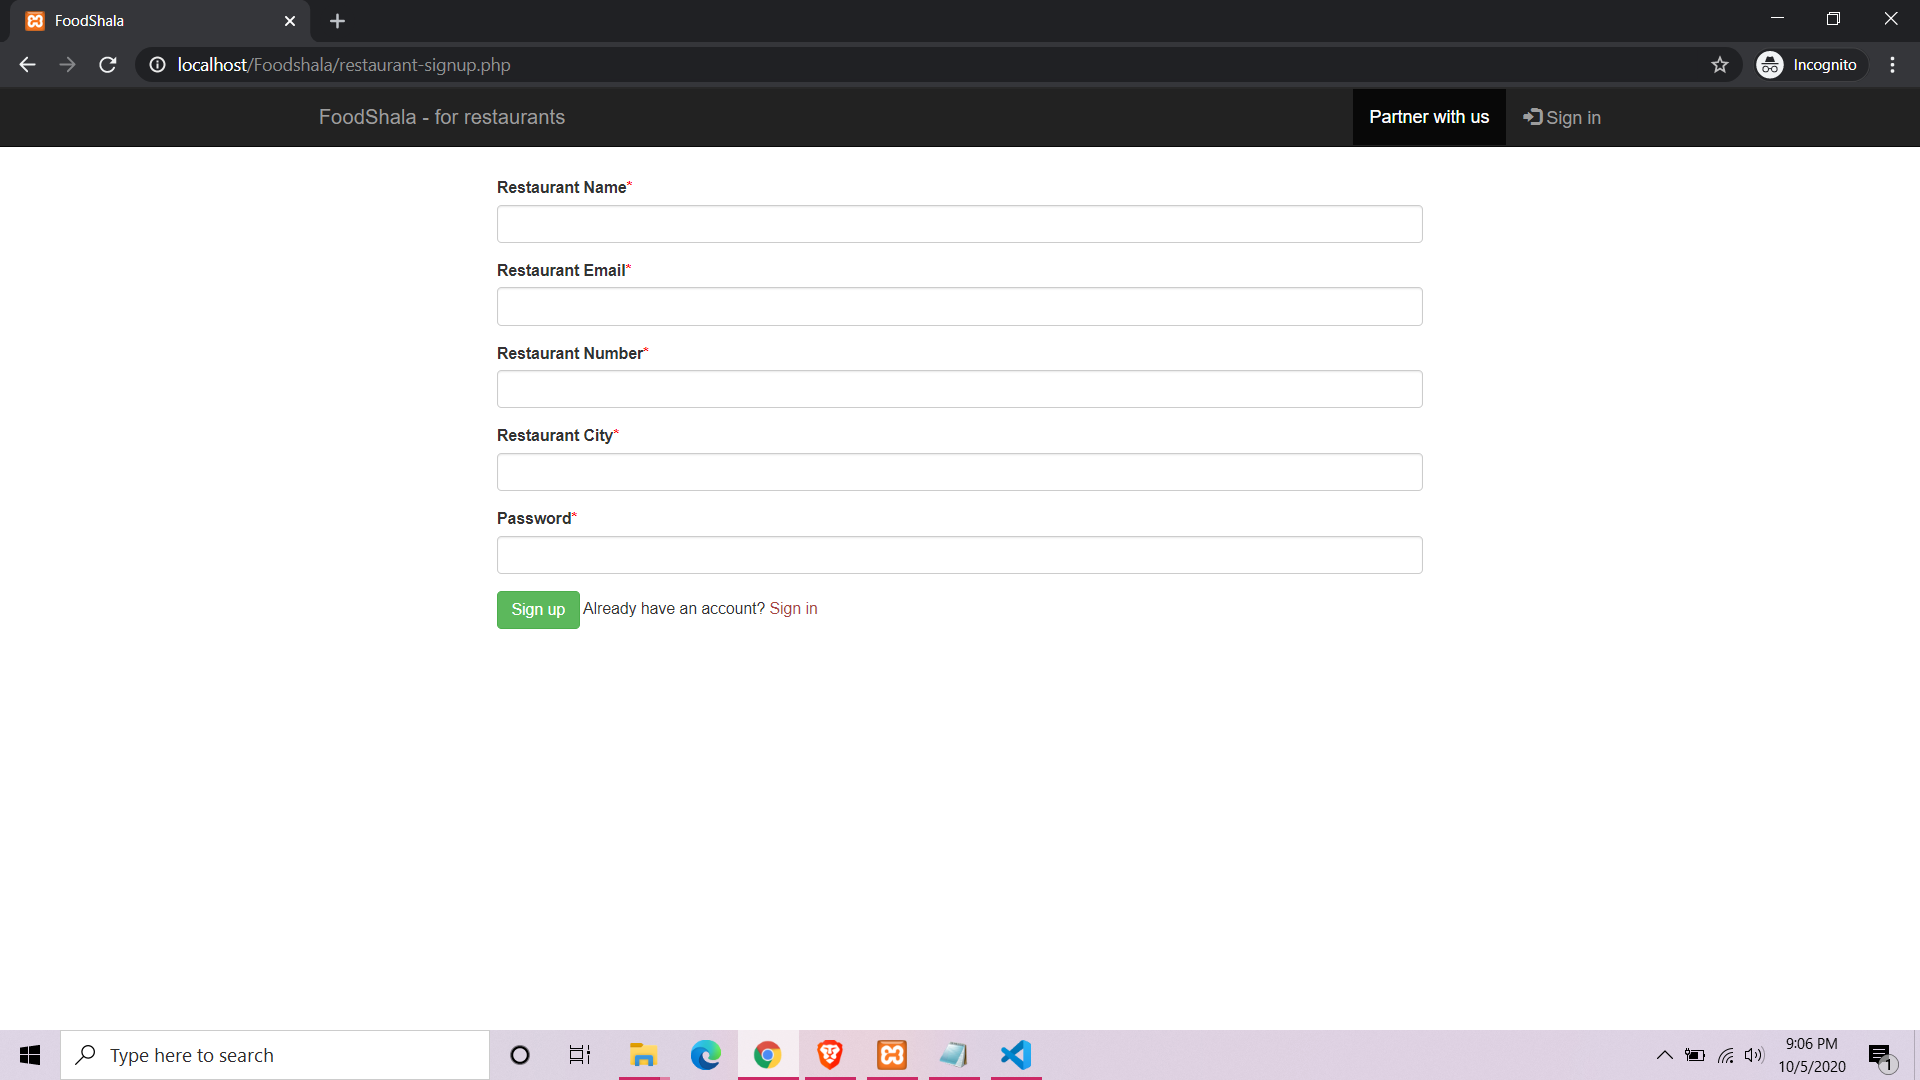 FoodShala
localhost/Foodshala/restaurant-signup.php
Incognito
FoodShala - for restaurants
Partner with us
Sign in
Restaurant Name*
Restaurant Email*
Restaurant Number*
Restaurant City*
Password*
Sign up Already have an account? Sign in
Type here to search
9:06 PM
10/5/2020
1